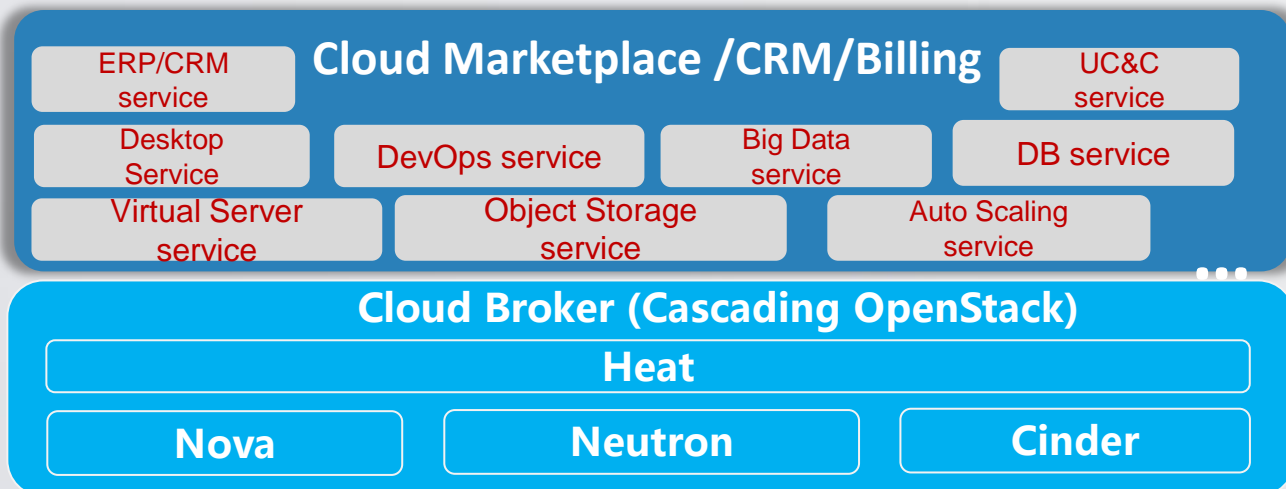 ERP/CRM
service
Cloud Marketplace /CRM/Billing
UC&C
service
Desktop
Service
DevOps service
Big Data
service
DB service
Virtual Server
service
Object Storage
service
Auto Scaling
service
...
Cloud Broker (Cascading OpenStack)
Heat
Nova
Neutron
Cinder